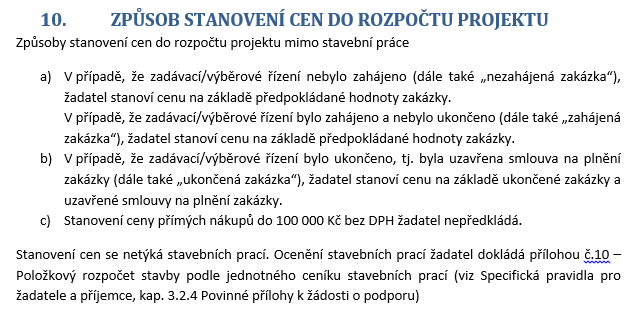 10. ZPŮSOB STANOVENÍ CEN DO ROZPOČTU PROJEKTU
Způsoby stanovení cen do rozpočtu projektu mimo stavební práce
a) V případě, že zadávací/výběrové řízení nebylo zahájeno (dále také „nezahájená zakázka“),
žadatel stanoví cenu na základě předpokládané hodnoty zakázky.
V případě, že zadávací/výběrové řízení bylo zahájeno a nebylo ukončeno (dále také „zahájená
zakázka“), žadatel stanoví cenu na základě předpokládané hodnoty zakázky.
b) V případě, že zadávací/výběrové řízení bylo ukončeno, tj. byla uzavřena smlouva na plnění
zakázky (dále také „ukončená zakázka“), žadatel stanoví cenu na základě ukončené zakázky a
uzavřené smlouvy na plnění zakázky.
c) Stanovení ceny přímých nákupů do 100 000 Kč bez DPH žadatel nepředkládá.
Stanovení cen se netýká stavebních prací. Ocenění stavebních prací žadatel dokládá přílohou č.10 –
Položkový rozpočet stavby podle jednotného ceníku stavebních prací (viz Specifická pravidla pro
žadatele a příjemce, kap. 3.2.4 Povinné přílohy k žádosti o podporu)